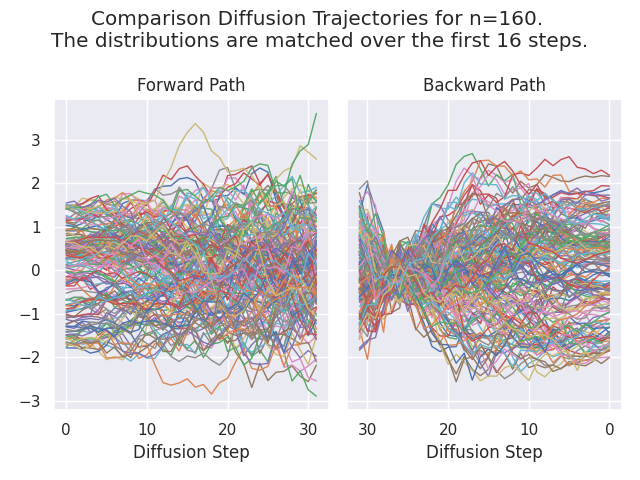 Comparison Diffusion Trajectories for n=160.
The distributions are matched over the first 16 steps.
Forward Path
Backward Path
3
2
1
0
−1
−2
−3
0 10 20 30
30 20 10 0
Diffusion Step
Diffusion Step